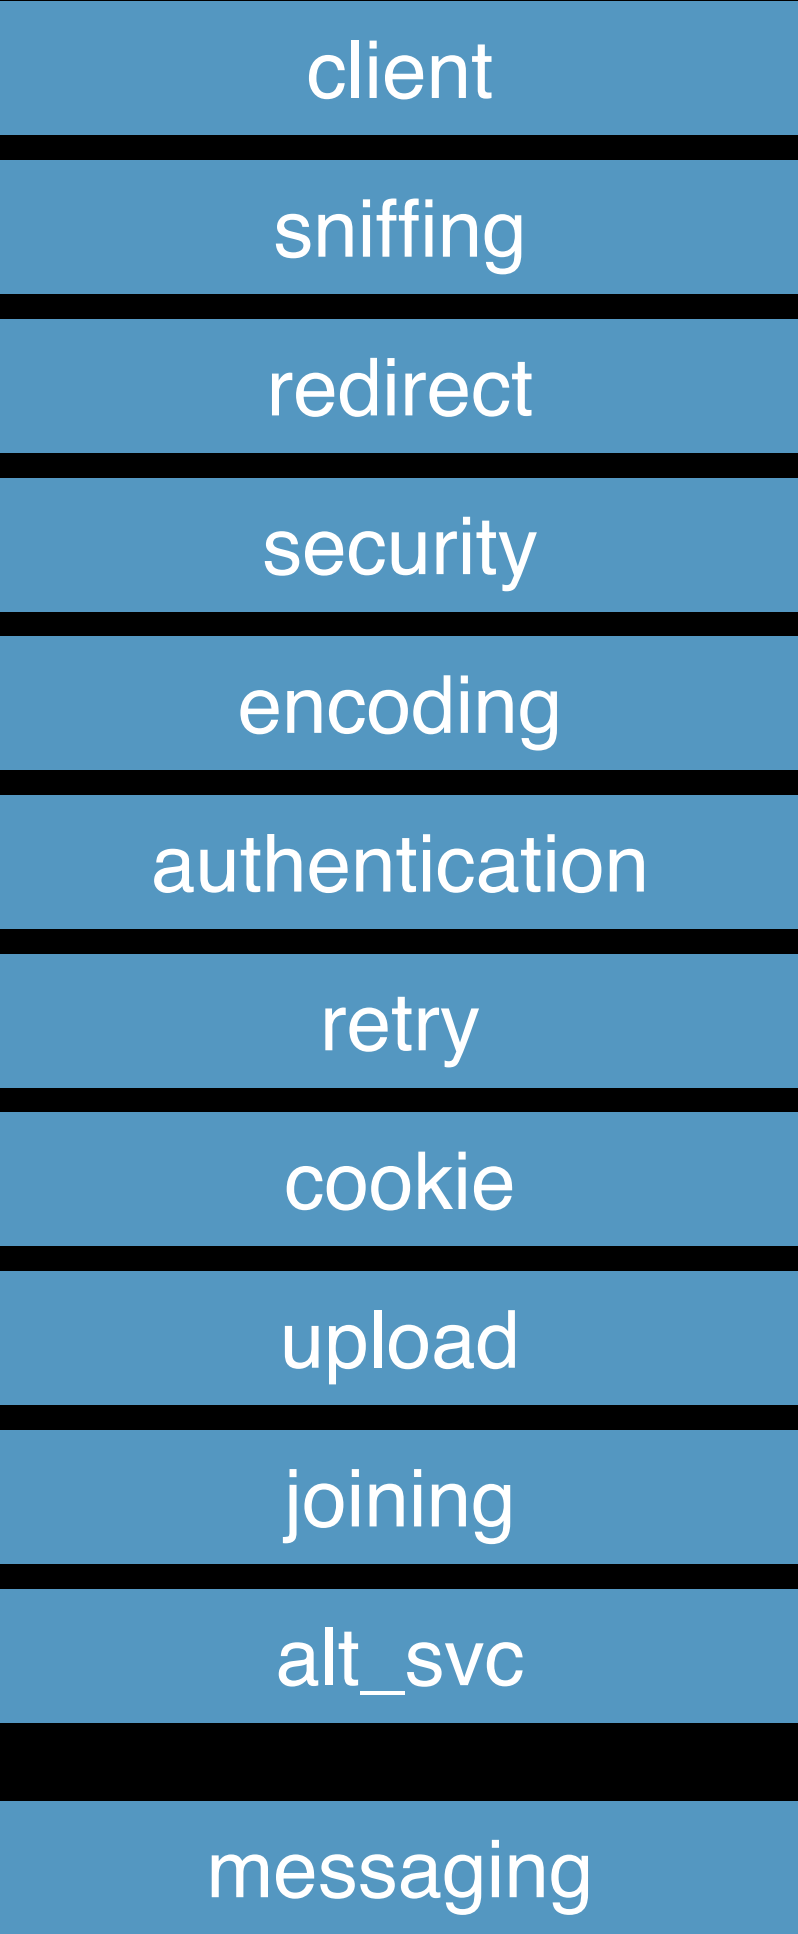 client
sniffing
redirect
security
encoding
authentication
retry
cookie
upload
joining
alt_svc
messaging